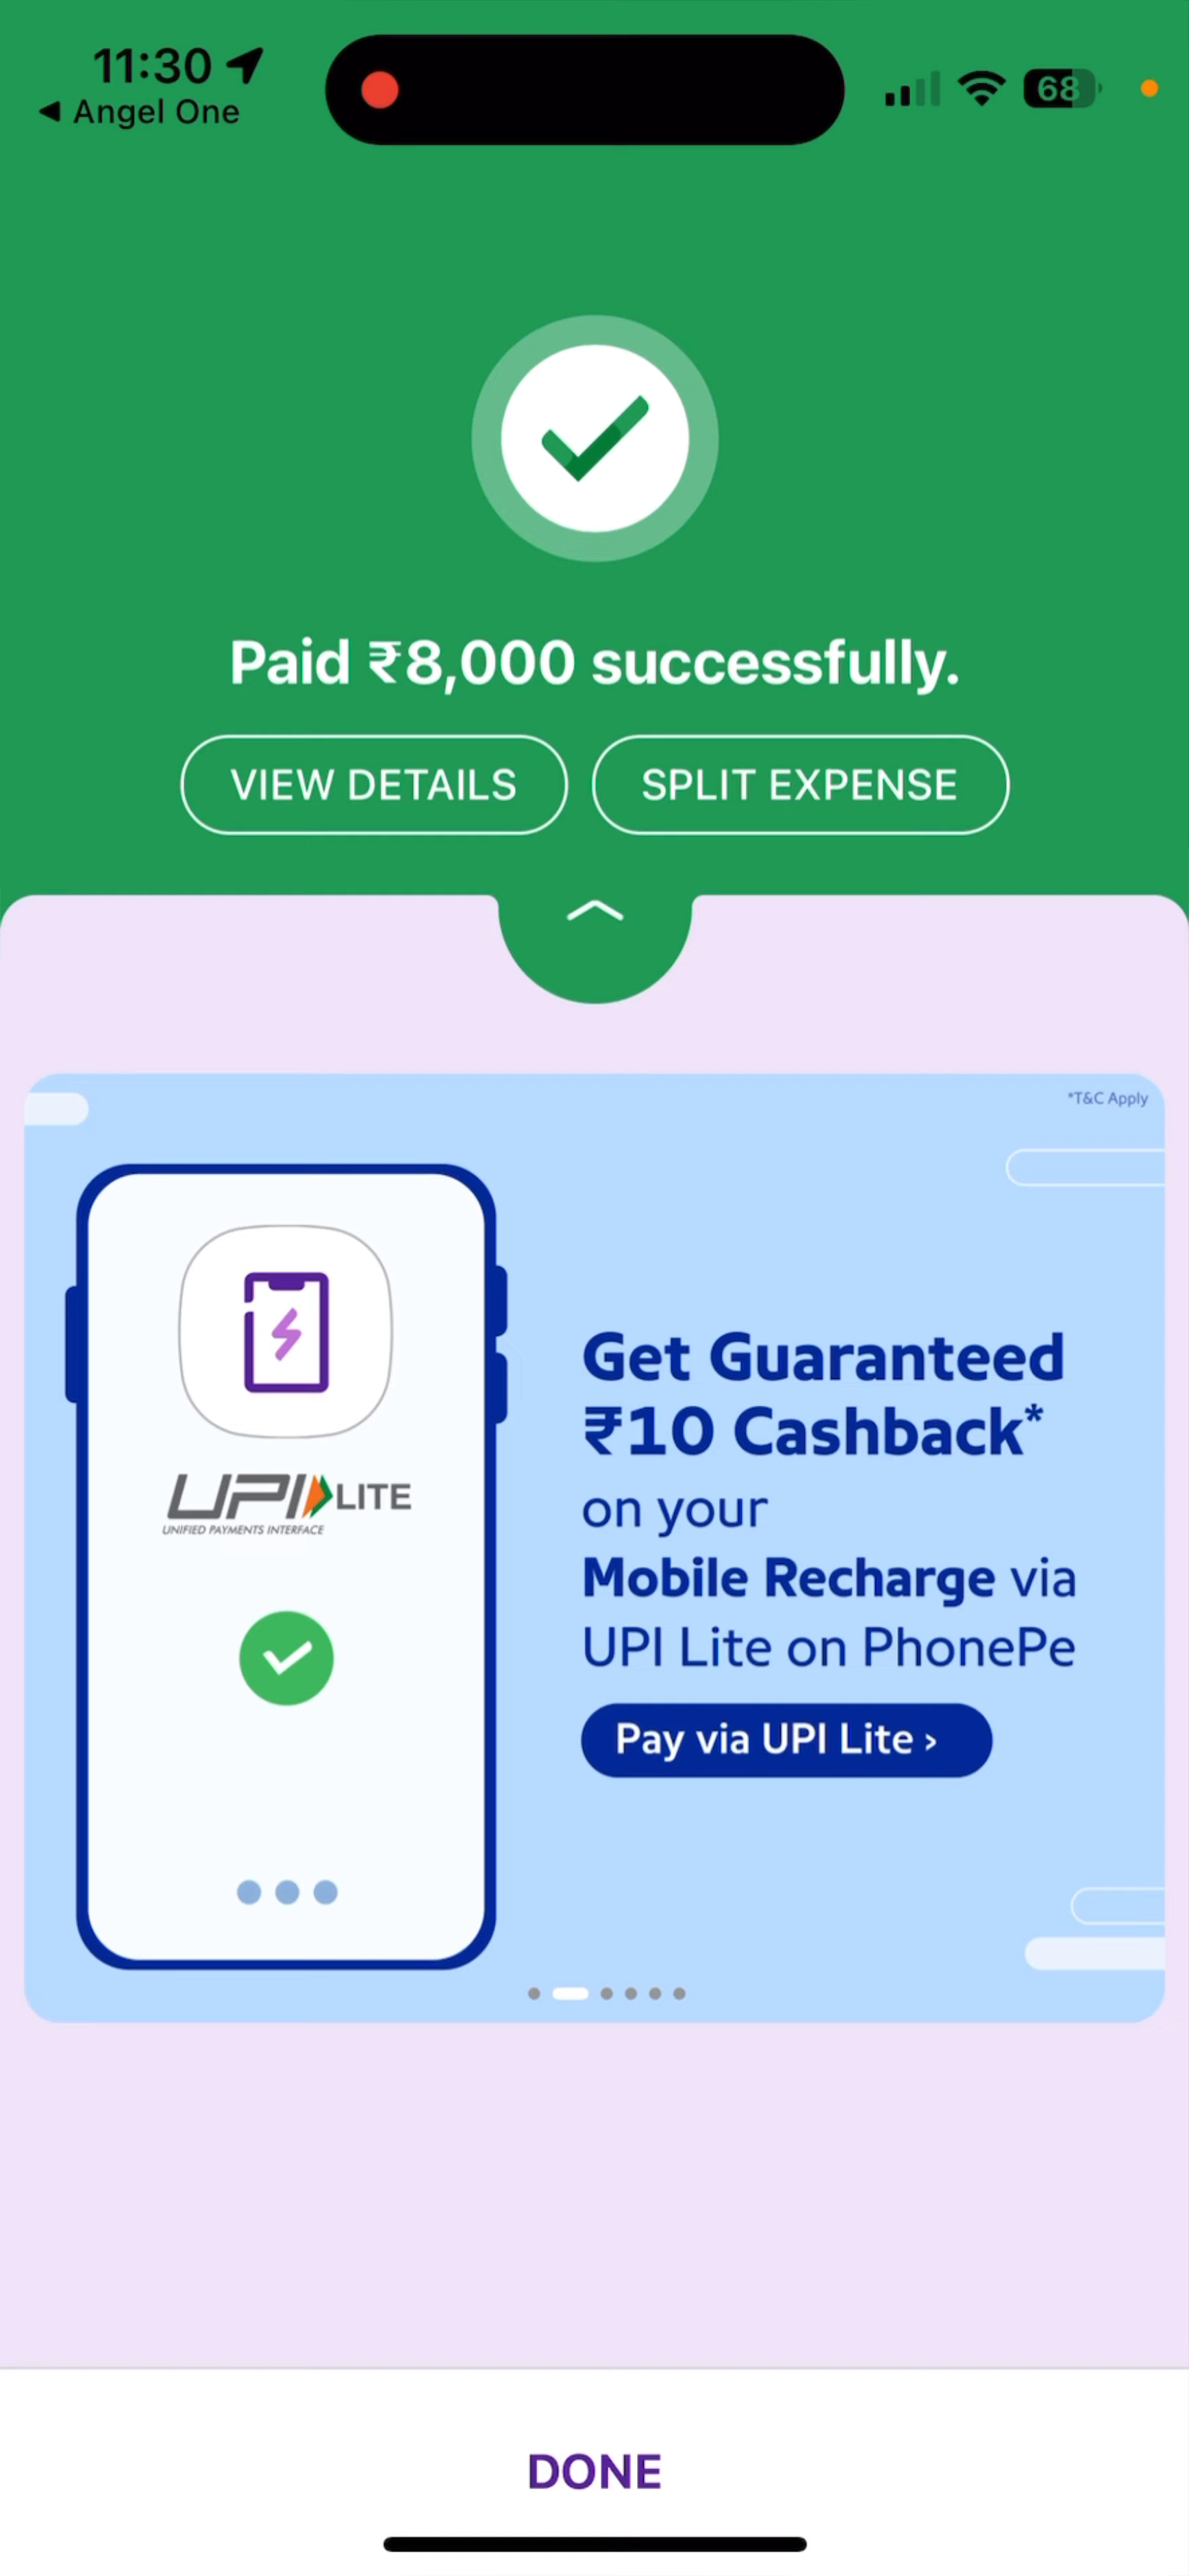 11:30
◀ Angel One
68
Paid ₹8,000 successfully.
VIEW DETAILS
SPLIT EXPENSE
*T&C Apply
UPI LITE
UNIFIED PAYMENTS INTERFACE
Get Guaranteed
₹10 Cashback*
on your
Mobile Recharge via
UPI Lite on PhonePe
Pay via UPI Lite ›
DONE